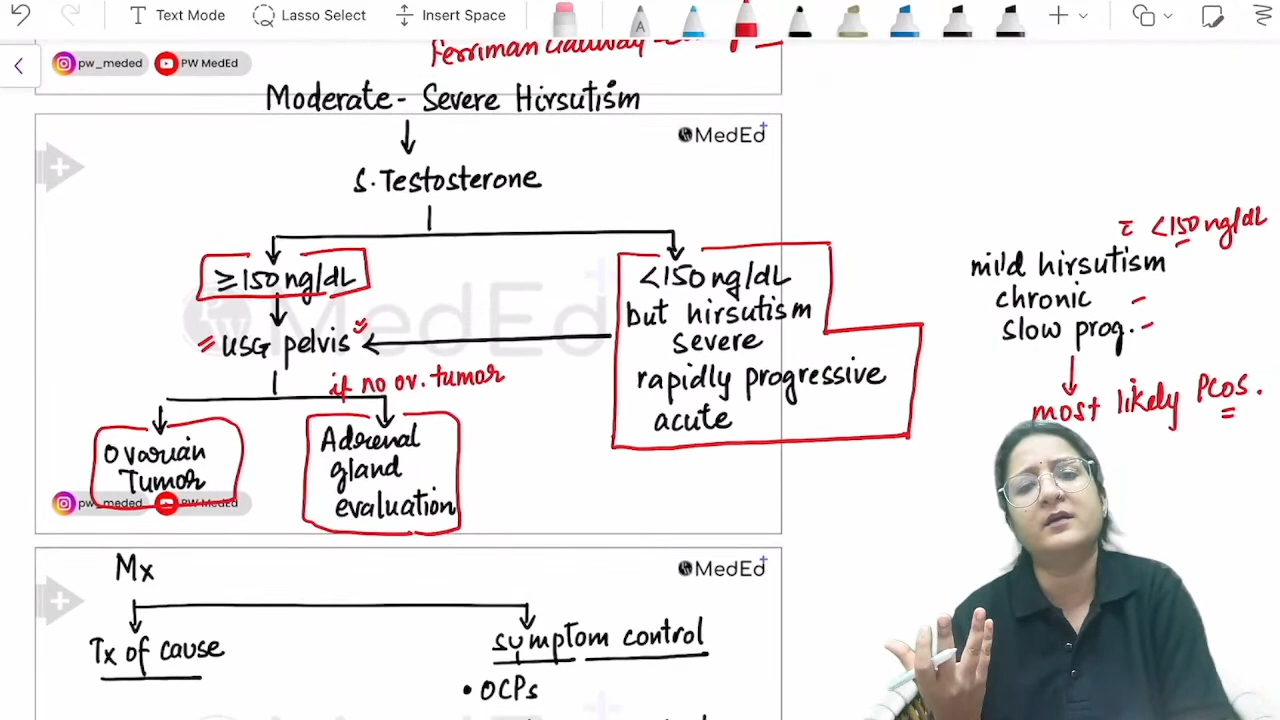 Text Mode
Lasso Select
Insert Space
Ferriman Gallway
pw_meded
PW MedEd
Moderate - Severe Hirsutism
MedEd
S. Testosterone
≥150 ng/dL
<150 ng/dL
but hirsutism
severe
rapidly progressive
acute
USG pelvis
if no ov. tumor
Ovarian
Tumor
Adrenal
gland
evaluation
<150 ng/dL
mild hirsutism
chronic
slow prog.
most likely PCOS.
pw_meded
PW MedEd
MedEd
Mx
MedEd
Tx of cause
symptom control
• OCPs